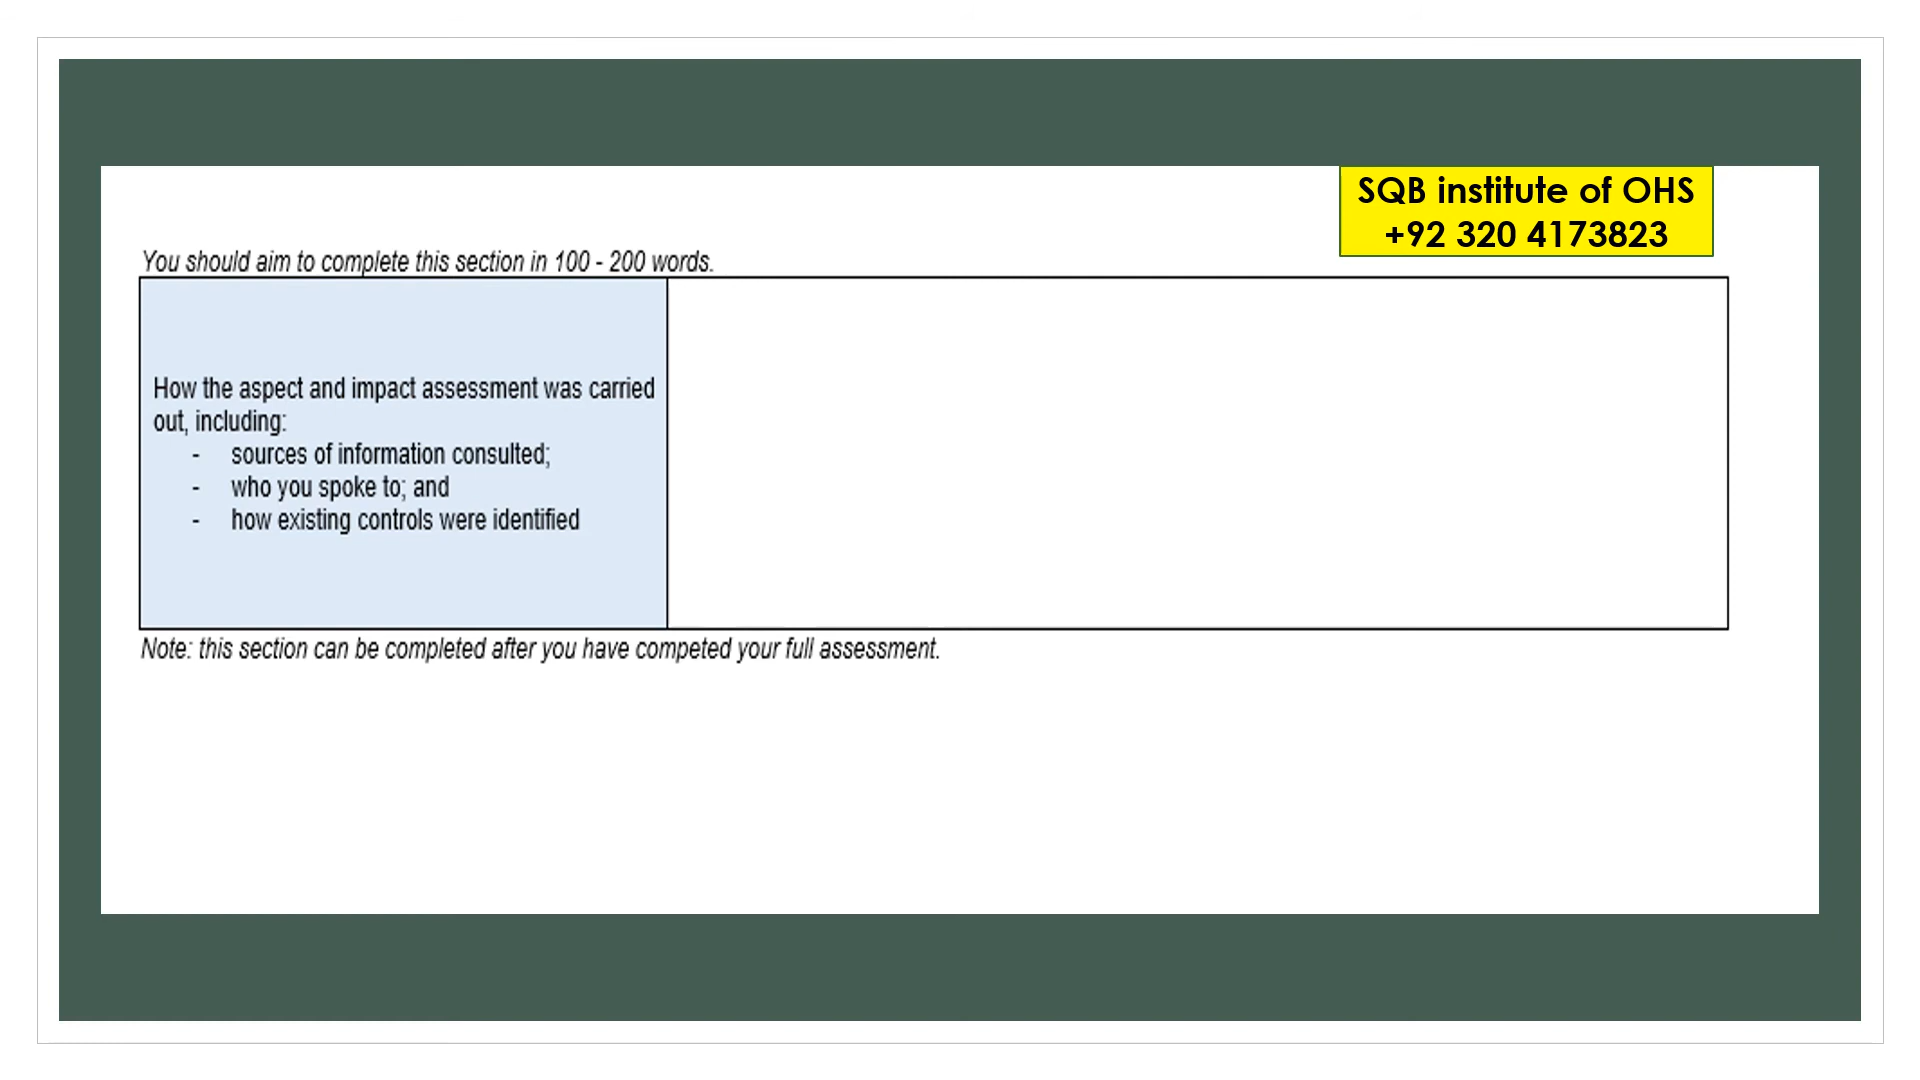 SQB institute of OHS
+92 320 4173823
You should aim to complete this section in 100 - 200 words.
How the aspect and impact assessment was carried
out, including:
- sources of information consulted;
- who you spoke to; and
- how existing controls were identified
Note: this section can be completed after you have competed your full assessment.